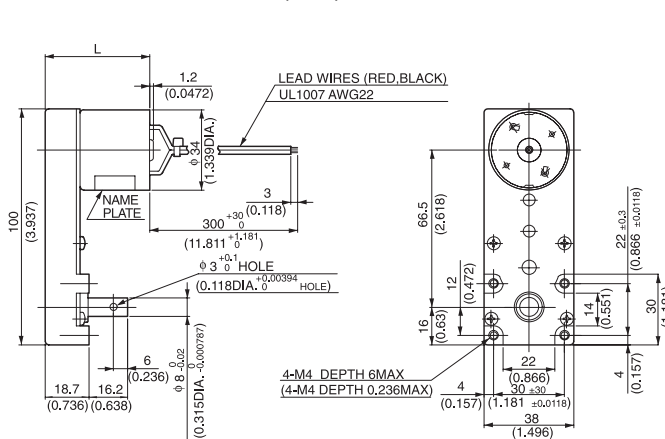 L
1.2
(0.0472)
LEAD WIRES (RED,BLACK)
UL1007 AWG22
ϕ34
(1.339DIA.)
3
(0.118)
NAME
PLATE
300 +30 0
(11.811 +1.181 0)
100
(3.937)
ϕ3 +0.1 0 HOLE
(0.118DIA. +0.00394 0 HOLE)
6
(0.236)
ϕ8 0 -0.02
(0.315DIA. 0 -0.000787)
18.7
(0.736)
16.2
(0.638)
66.5
(2.618)
12
(0.472)
16
(0.63)
22 ±0.3
(0.866 ±0.0118)
14
(0.551)
30
(1.181)
4
(0.157)
4-M4 DEPTH 6MAX
(4-M4 DEPTH 0.236MAX)
22
(0.866)
4
(0.157)
30 ±30
(1.181 ±0.0118)
38
(1.496)